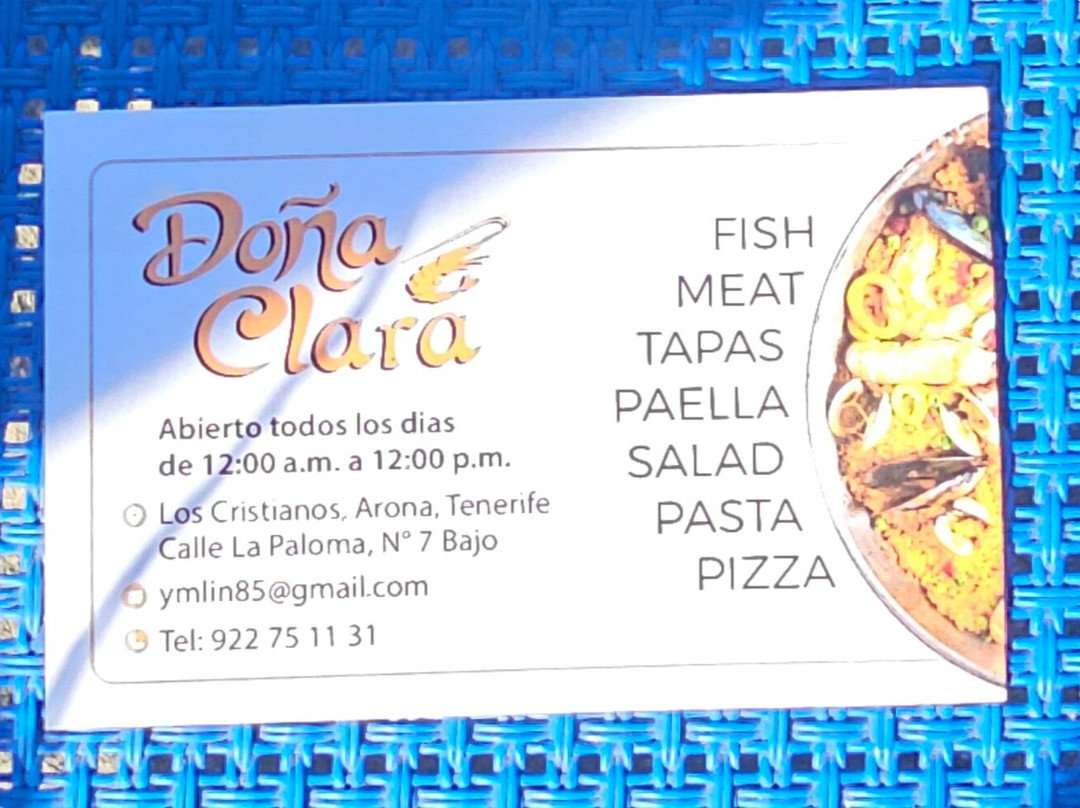 Doña
Clara
Abierto todos los dias
de 12:00 a.m. a 12:00 p.m.
Los Cristianos, Arona, Tenerife
Calle La Paloma, N° 7 Bajo
ymlin85@gmail.com
Tel: 922 75 11 31
FISH
MEAT
TAPAS
PAELLA
SALAD
PASTA
PIZZA